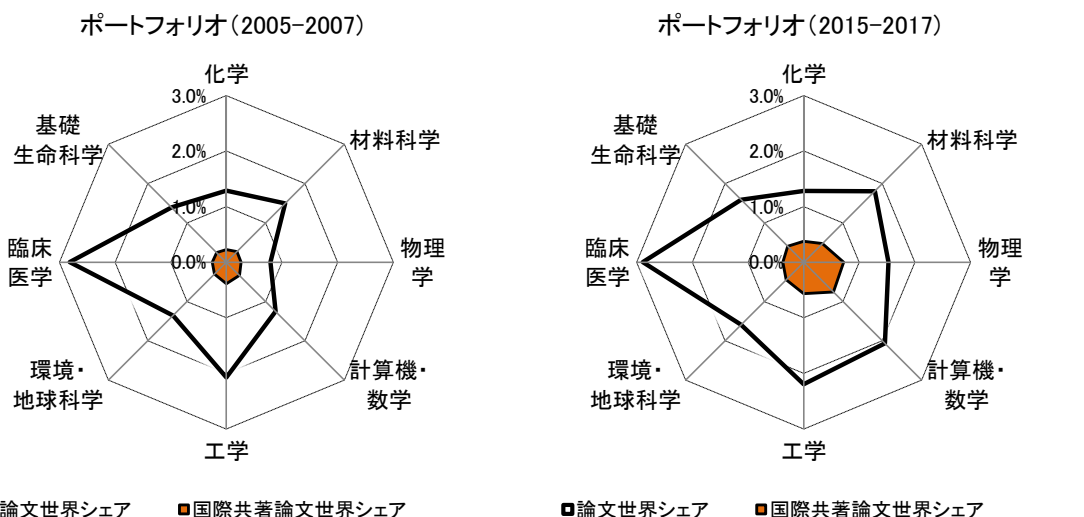 ポートフォリオ(2005-2007)
化学
3.0%
2.0%
1.0%
0.0%
材料科学
物理
学
計算機・
数学
工学
環境・
地球科学
臨床
医学
基礎
生命科学
論文世界シェア
国際共著論文世界シェア
ポートフォリオ(2015-2017)
化学
3.0%
2.0%
1.0%
0.0%
材料科学
物理
学
計算機・
数学
工学
環境・
地球科学
臨床
医学
基礎
生命科学
論文世界シェア
国際共著論文世界シェア